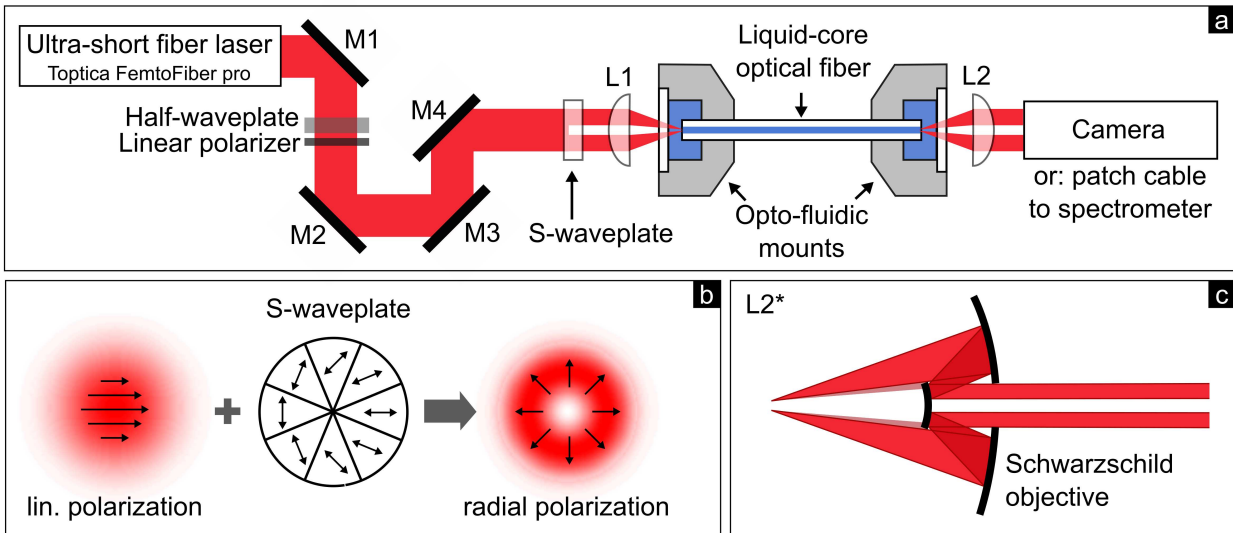 a
Ultra-short fiber laser
Toptica FemtoFiber pro
M1
Half-waveplate
Linear polarizer
M2
M3
M4
S-waveplate
L1
Liquid-core
optical fiber
Opto-fluidic
mounts
L2
Camera
or: patch cable
to spectrometer
b
S-waveplate
lin. polarization
radial polarization
c
L2*
Schwarzschild
objective